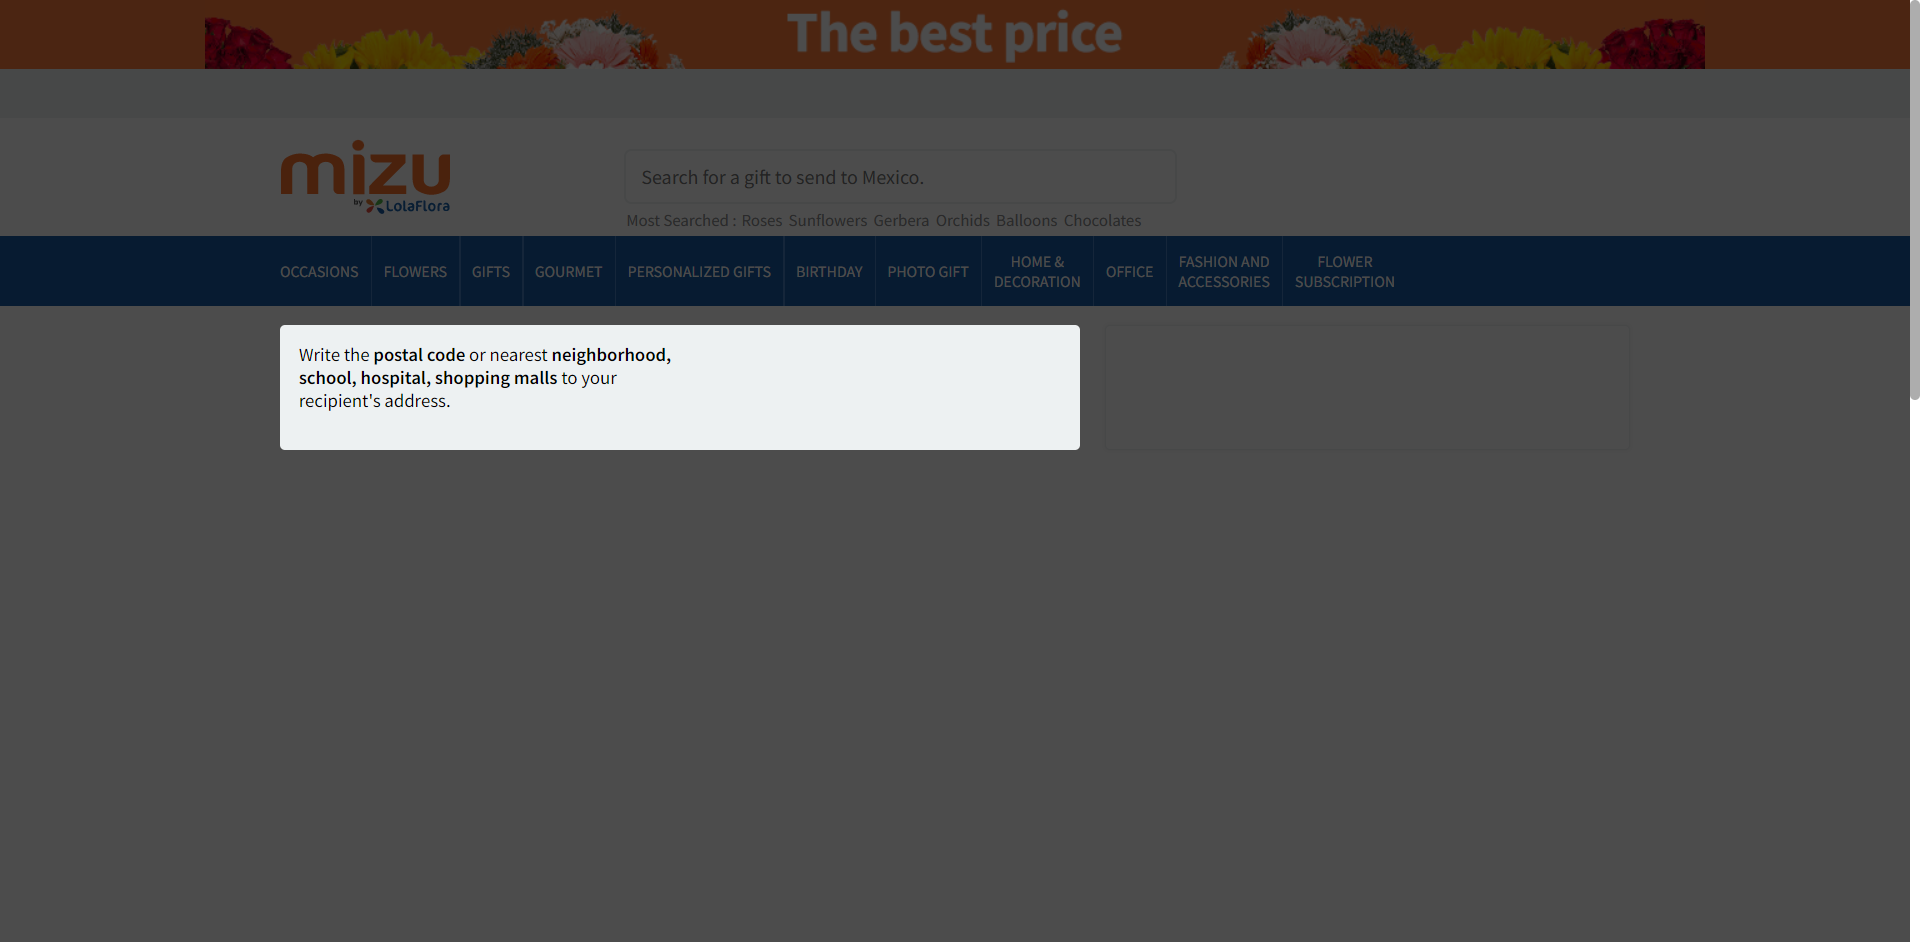 The best price
mizu
by LolaFlora
Search for a gift to send to Mexico.
Most Searched : Roses Sunflowers Gerbera Orchids Balloons Chocolates
OCCASIONS
FLOWERS
GIFTS
GOURMET
PERSONALIZED GIFTS
BIRTHDAY
PHOTO GIFT
HOME &
DECORATION
OFFICE
FASHION AND
ACCESSORIES
FLOWER
SUBSCRIPTION
Write the postal code or nearest neighborhood,
school, hospital, shopping malls to your
recipient's address.